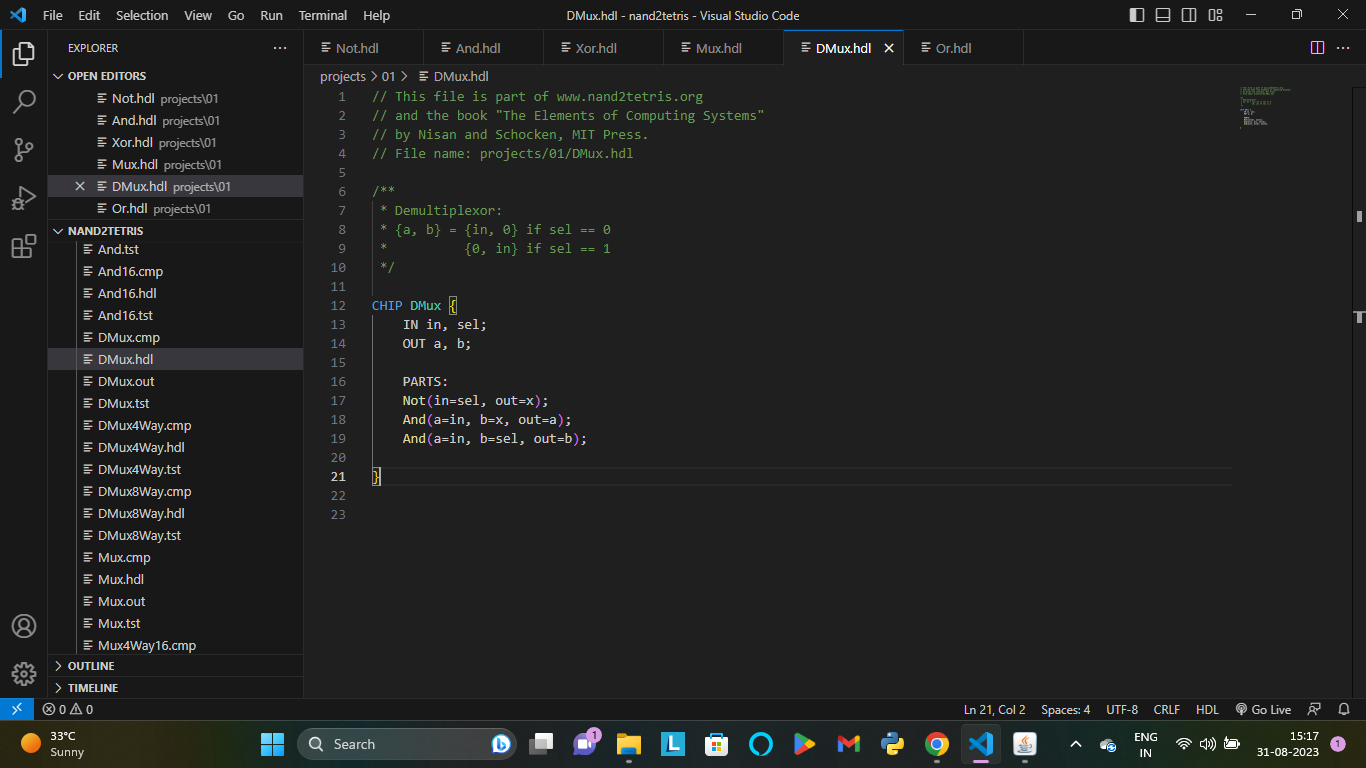 File Edit Selection View Go Run Terminal Help
DMux.hdl - nand2tetris - Visual Studio Code
EXPLORER
OPEN EDITORS
Not.hdl projects\01
And.hdl projects\01
Xor.hdl projects\01
Mux.hdl projects\01
DMux.hdl projects\01
Or.hdl projects\01
NAND2TETRIS
And.tst
And16.cmp
And16.hdl
And16.tst
DMux.cmp
DMux.hdl
DMux.out
DMux.tst
DMux4Way.cmp
DMux4Way.hdl
DMux4Way.tst
DMux8Way.cmp
DMux8Way.hdl
DMux8Way.tst
Mux.cmp
Mux.hdl
Mux.out
Mux.tst
Mux4Way16.cmp
OUTLINE
TIMELINE
Not.hdl And.hdl Xor.hdl Mux.hdl DMux.hdl Or.hdl
projects > 01 > DMux.hdl
1 // This file is part of www.nand2tetris.org
2 // and the book "The Elements of Computing Systems"
3 // by Nisan and Schocken, MIT Press.
4 // File name: projects/01/DMux.hdl
5
6 /**
7 * Demultiplexor:
8 * {a, b} = {in, 0} if sel == 0
9 * {0, in} if sel == 1
10 */
11
12 CHIP DMux {
13 IN in, sel;
14 OUT a, b;
15
16 PARTS:
17 Not(in=sel, out=x);
18 And(a=in, b=x, out=a);
19 And(a=in, b=sel, out=b);
20
21 }
22
23
0 0
Ln 21, Col 2 Spaces: 4 UTF-8 CRLF HDL Go Live
33°C
Sunny
Search
1
L
ENG
IN
15:17
31-08-2023
1